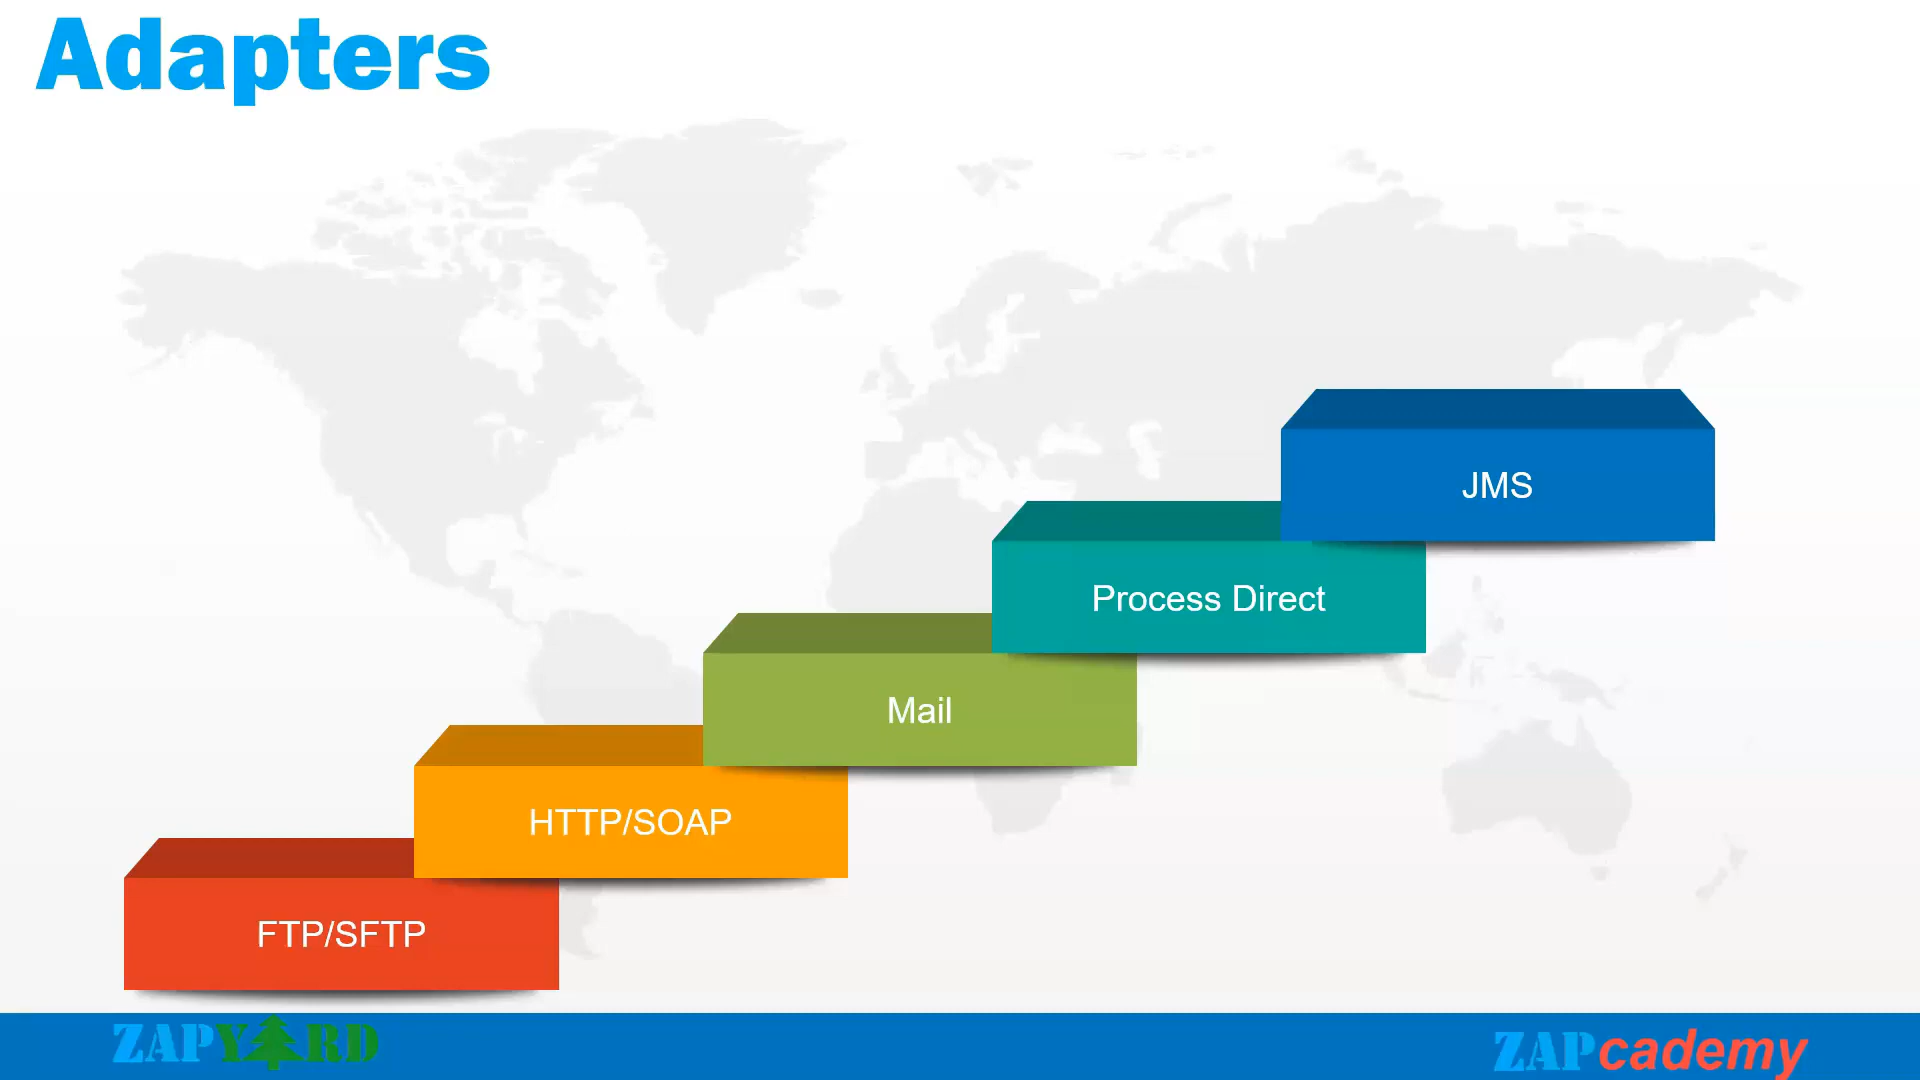 Adapters
JMS
Process Direct
Mail
HTTP/SOAP
FTP/SFTP
ZAPYARD
ZAPcademy